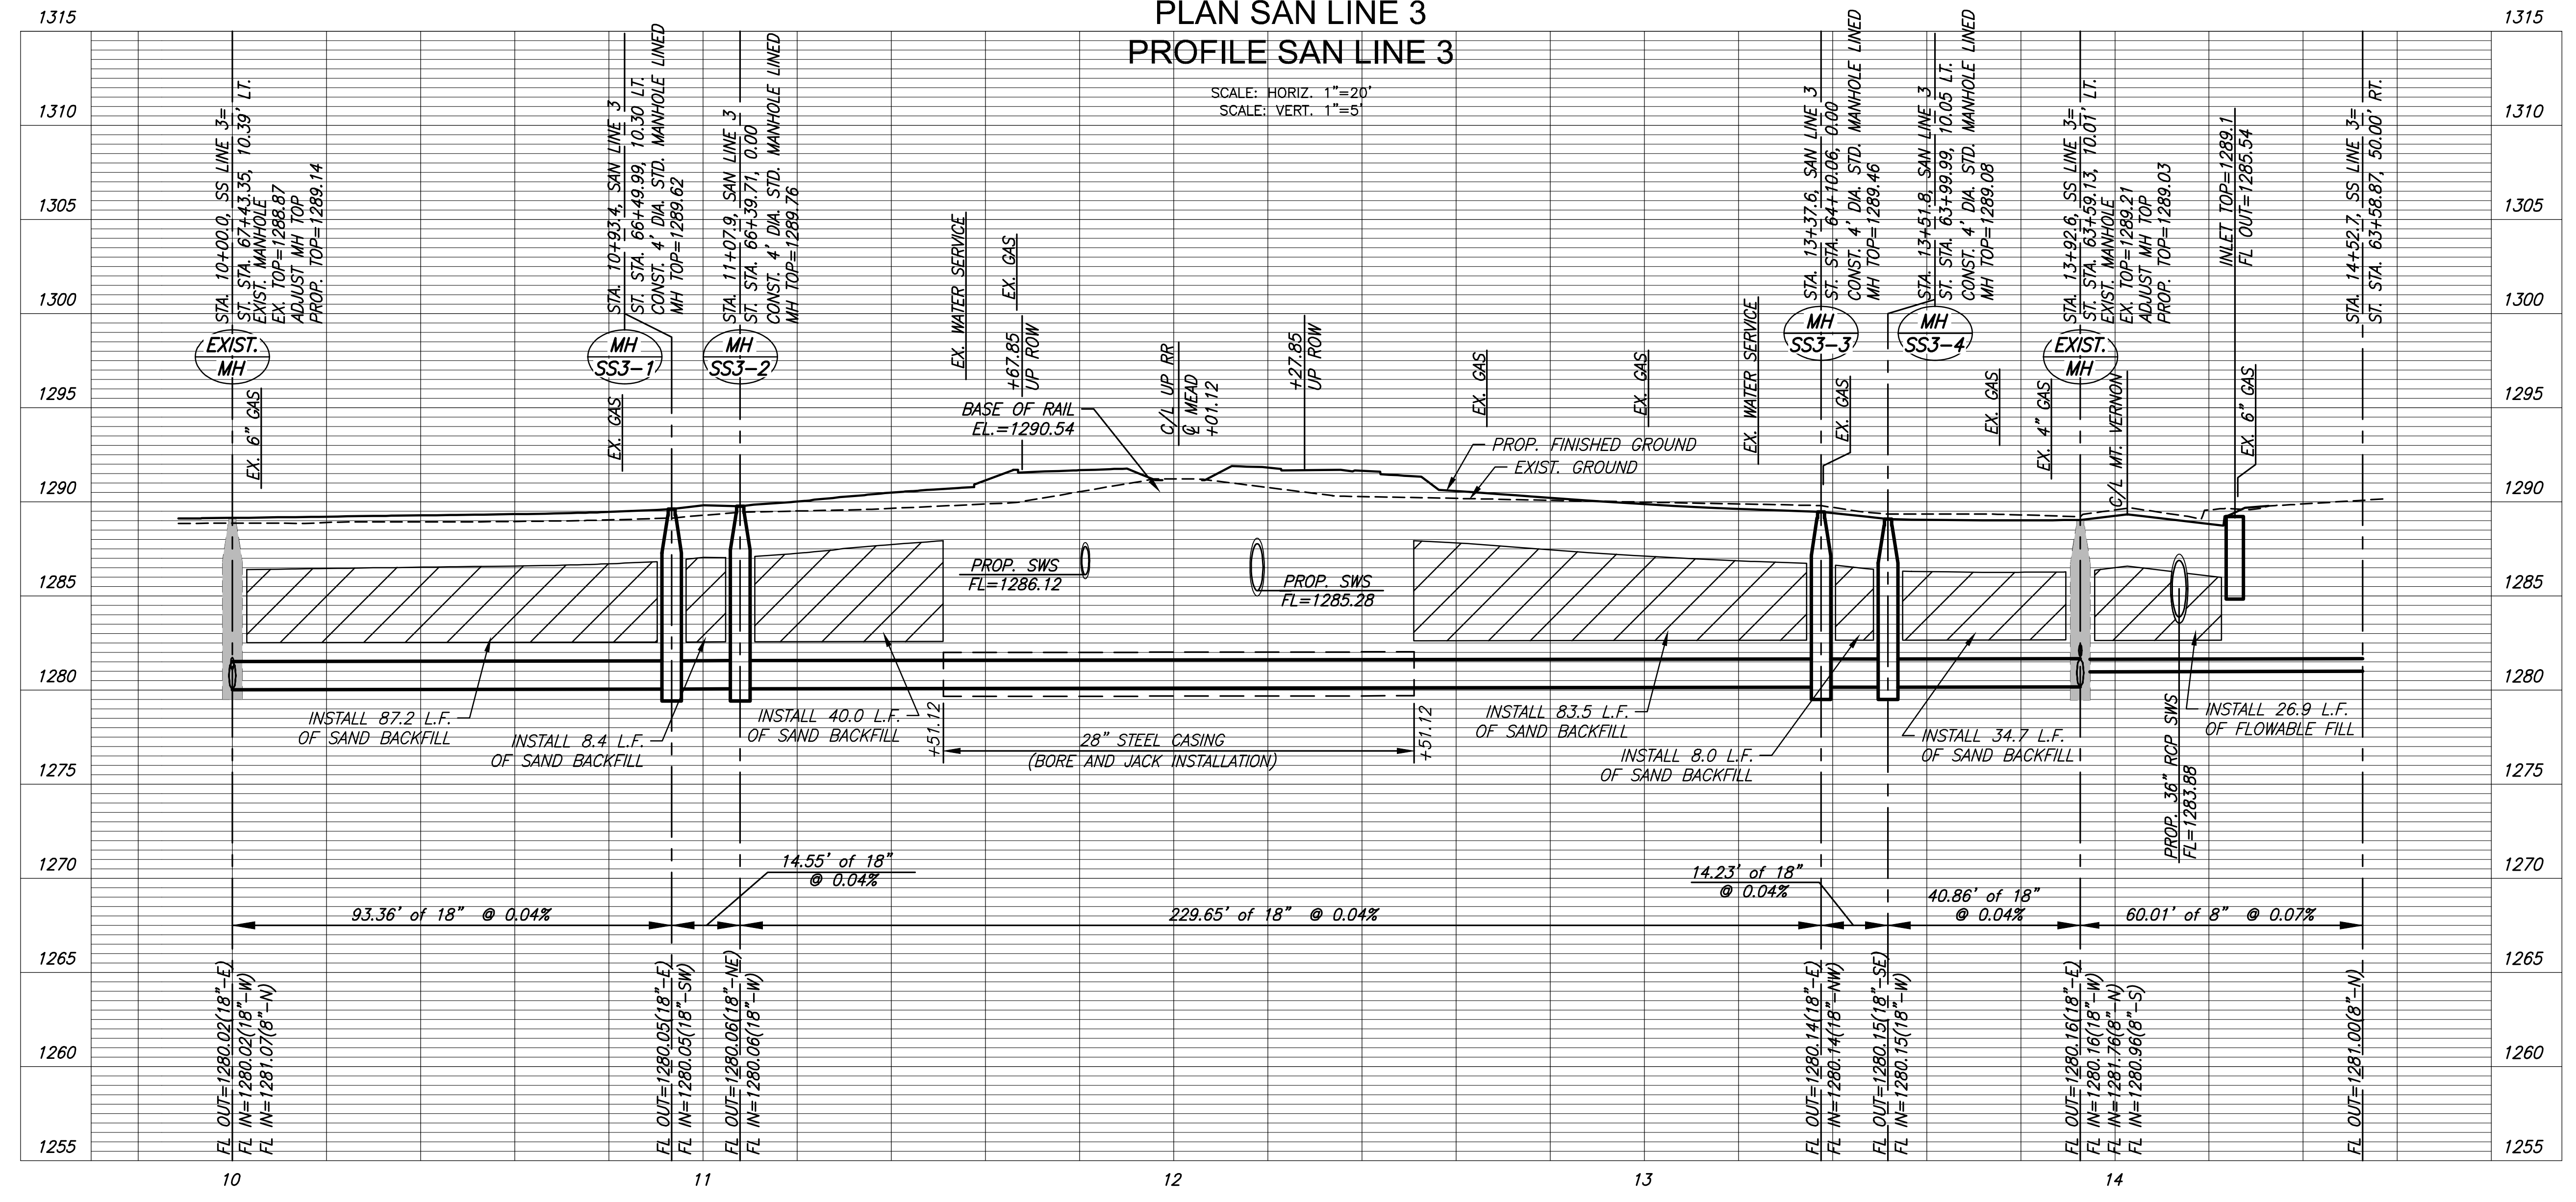 PLAN SAN LINE 3
PROFILE SAN LINE 3
SCALE: HORIZ. 1"=20'
SCALE: VERT. 1"=5'
1315
1310
1305
1300
1295
1290
1285
1280
1275
1270
1265
1260
1255
1315
1310
1305
1300
1295
1290
1285
1280
1275
1270
1265
1260
1255
STA. 10+00.0, SS LINE 3=
ST. STA. 67+43.35, 10.39' LT.
EXIST. MANHOLE
EX. TOP=1288.87
ADJUST MH TOP
PROP. TOP=1289.14
EXIST.
MH
EX. 6" GAS
STA. 10+93.4, SAN LINE 3
ST. STA. 66+49.99, 10.30 LT.
CONST. 4' DIA. STD. MANHOLE LINED
MH TOP=1289.62
MH
SS3-1
EX. GAS
STA. 11+07.9, SAN LINE 3
ST. STA. 66+39.71, 0.00
CONST. 4' DIA. STD. MANHOLE LINED
MH TOP=1289.76
MH
SS3-2
EX. WATER SERVICE
EX. GAS
+67.85
UP ROW
BASE OF RAIL
EL.=1290.54
C/L UP RR
℄ MEAD
+01.12
+27.85
UP ROW
EX. GAS
EX. GAS
PROP. FINISHED GROUND
EXIST. GROUND
EX. WATER SERVICE
STA. 13+37.6, SAN LINE 3
ST. STA. 64+10.06, 0.00
CONST. 4' DIA. STD. MANHOLE LINED
MH TOP=1289.46
MH
SS3-3
EX. GAS
STA. 13+51.8, SAN LINE 3
ST. STA. 63+99.99, 10.05 LT.
CONST. 4' DIA. STD. MANHOLE LINED
MH TOP=1289.08
MH
SS3-4
EX. GAS
EX. 4" GAS
STA. 13+92.6, SS LINE 3=
ST. STA. 63+59.13, 10.01' LT.
EXIST. MANHOLE
EX. TOP=1289.21
ADJUST MH TOP
PROP. TOP=1289.03
EXIST.
MH
C/L MT. VERNON
INLET TOP=1289.1
FL OUT=1285.54
EX. 6" GAS
STA. 14+52.7, SS LINE 3=
ST. STA. 63+58.87, 50.00' RT.
PROP. SWS
FL=1286.12
PROP. SWS
FL=1285.28
INSTALL 87.2 L.F.
OF SAND BACKFILL
INSTALL 8.4 L.F.
OF SAND BACKFILL
INSTALL 40.0 L.F.
OF SAND BACKFILL
+51.12
28" STEEL CASING
(BORE AND JACK INSTALLATION)
+51.12
INSTALL 83.5 L.F.
OF SAND BACKFILL
INSTALL 8.0 L.F.
OF SAND BACKFILL
INSTALL 34.7 L.F.
OF SAND BACKFILL
PROP. 36" RCP SWS
FL=1283.88
INSTALL 26.9 L.F.
OF FLOWABLE FILL
93.36' of 18" @ 0.04%
14.55' of 18"
@ 0.04%
229.65' of 18" @ 0.04%
14.23' of 18"
@ 0.04%
40.86' of 18"
@ 0.04%
60.01' of 8" @ 0.07%
FL OUT=1280.02(18"-E)
FL IN=1280.02(18"-W)
FL IN=1281.07(8"-N)
FL OUT=1280.05(18"-E)
FL IN=1280.05(18"-SW)
FL OUT=1280.06(18"-NE)
FL IN=1280.06(18"-W)
FL OUT=1280.14(18"-E)
FL IN=1280.14(18"-NW)
FL OUT=1280.15(18"-SE)
FL IN=1280.15(18"-W)
FL OUT=1280.16(18"-E)
FL IN=1280.16(18"-W)
FL IN=1281.76(8"-N)
FL IN=1280.96(8"-S)
FL OUT=1281.00(8"-N)
10
11
12
13
14